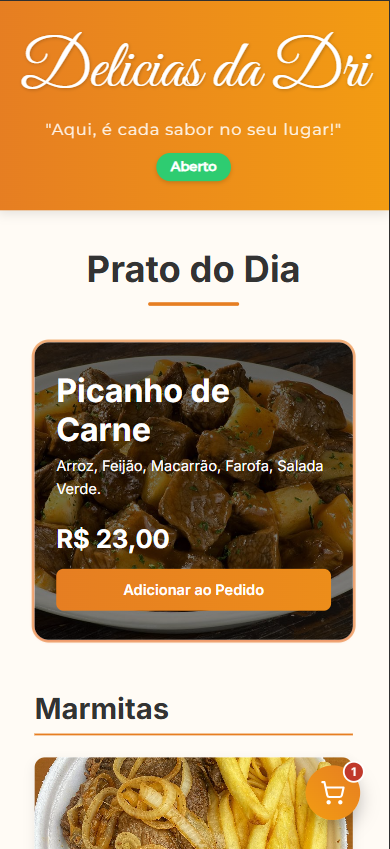 Delicias da Dri
"Aqui, é cada sabor no seu lugar!"
Aberto
Prato do Dia
Picanho de
Carne
Arroz, Feijão, Macarrão, Farofa, Salada
Verde.
R$ 23,00
Adicionar ao Pedido
Marmitas
1